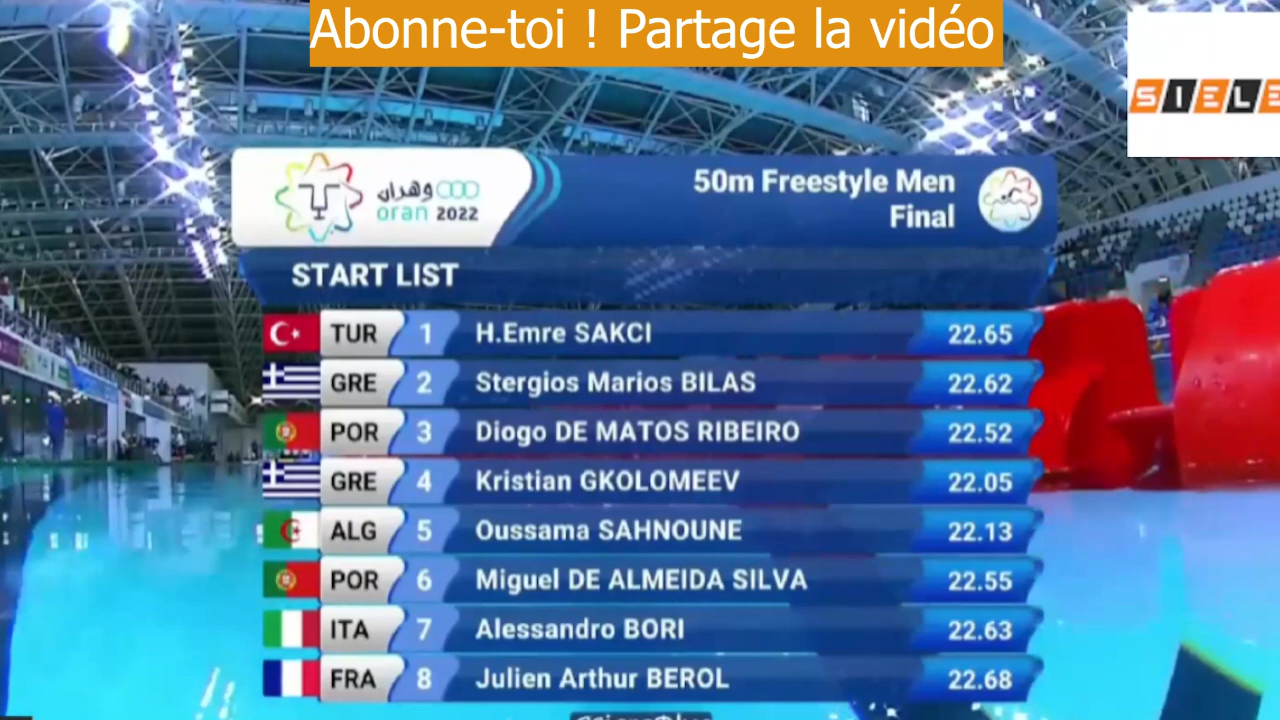 Abonne-toi ! Partage la vidéo
SIELE
وهران
oran 2022
50m Freestyle Men
Final
START LIST
TUR 1 H.Emre SAKCI 22.65
GRE 2 Stergios Marios BILAS 22.62
POR 3 Diogo DE MATOS RIBEIRO 22.52
GRE 4 Kristian GKOLOMEEV 22.05
ALG 5 Oussama SAHNOUNE 22.13
POR 6 Miguel DE ALMEIDA SILVA 22.55
ITA 7 Alessandro BORI 22.63
FRA 8 Julien Arthur BEROL 22.68